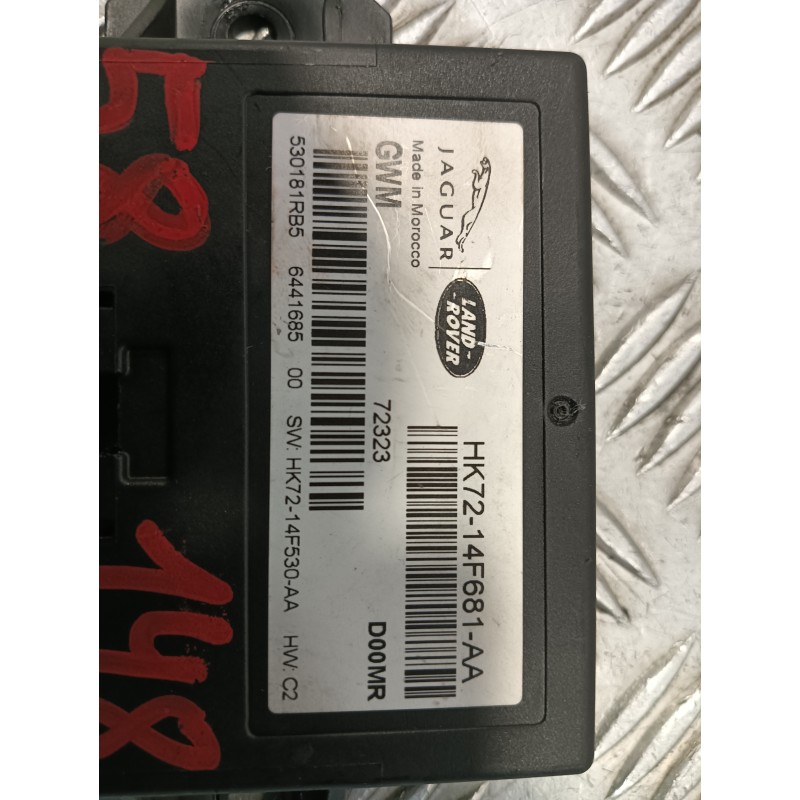 JAGUAR
LAND-
ROVER
HK72-14F681-AA
Made in Morocco
GWM
72323
D00MR
530181RB5 6441685 00 SW: HK72-14F530-AA HW: C2
58 148